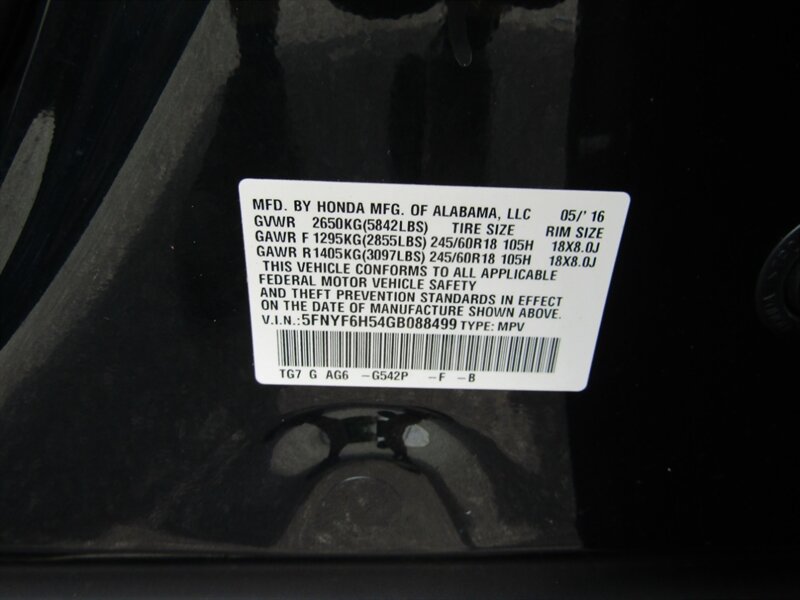 MFD. BY HONDA MFG. OF ALABAMA, LLC 05/' 16
GVWR 2650KG(5842LBS) TIRE SIZE RIM SIZE
GAWR F 1295KG(2855LBS) 245/60R18 105H 18X8.0J
GAWR R1405KG(3097LBS) 245/60R18 105H 18X8.0J
THIS VEHICLE CONFORMS TO ALL APPLICABLE
FEDERAL MOTOR VEHICLE SAFETY
AND THEFT PREVENTION STANDARDS IN EFFECT
ON THE DATE OF MANUFACTURE SHOWN ABOVE.
V.I.N.: 5FNYF6H54GB088499 TYPE: MPV
TG7 G AG6 -G542P -F -B